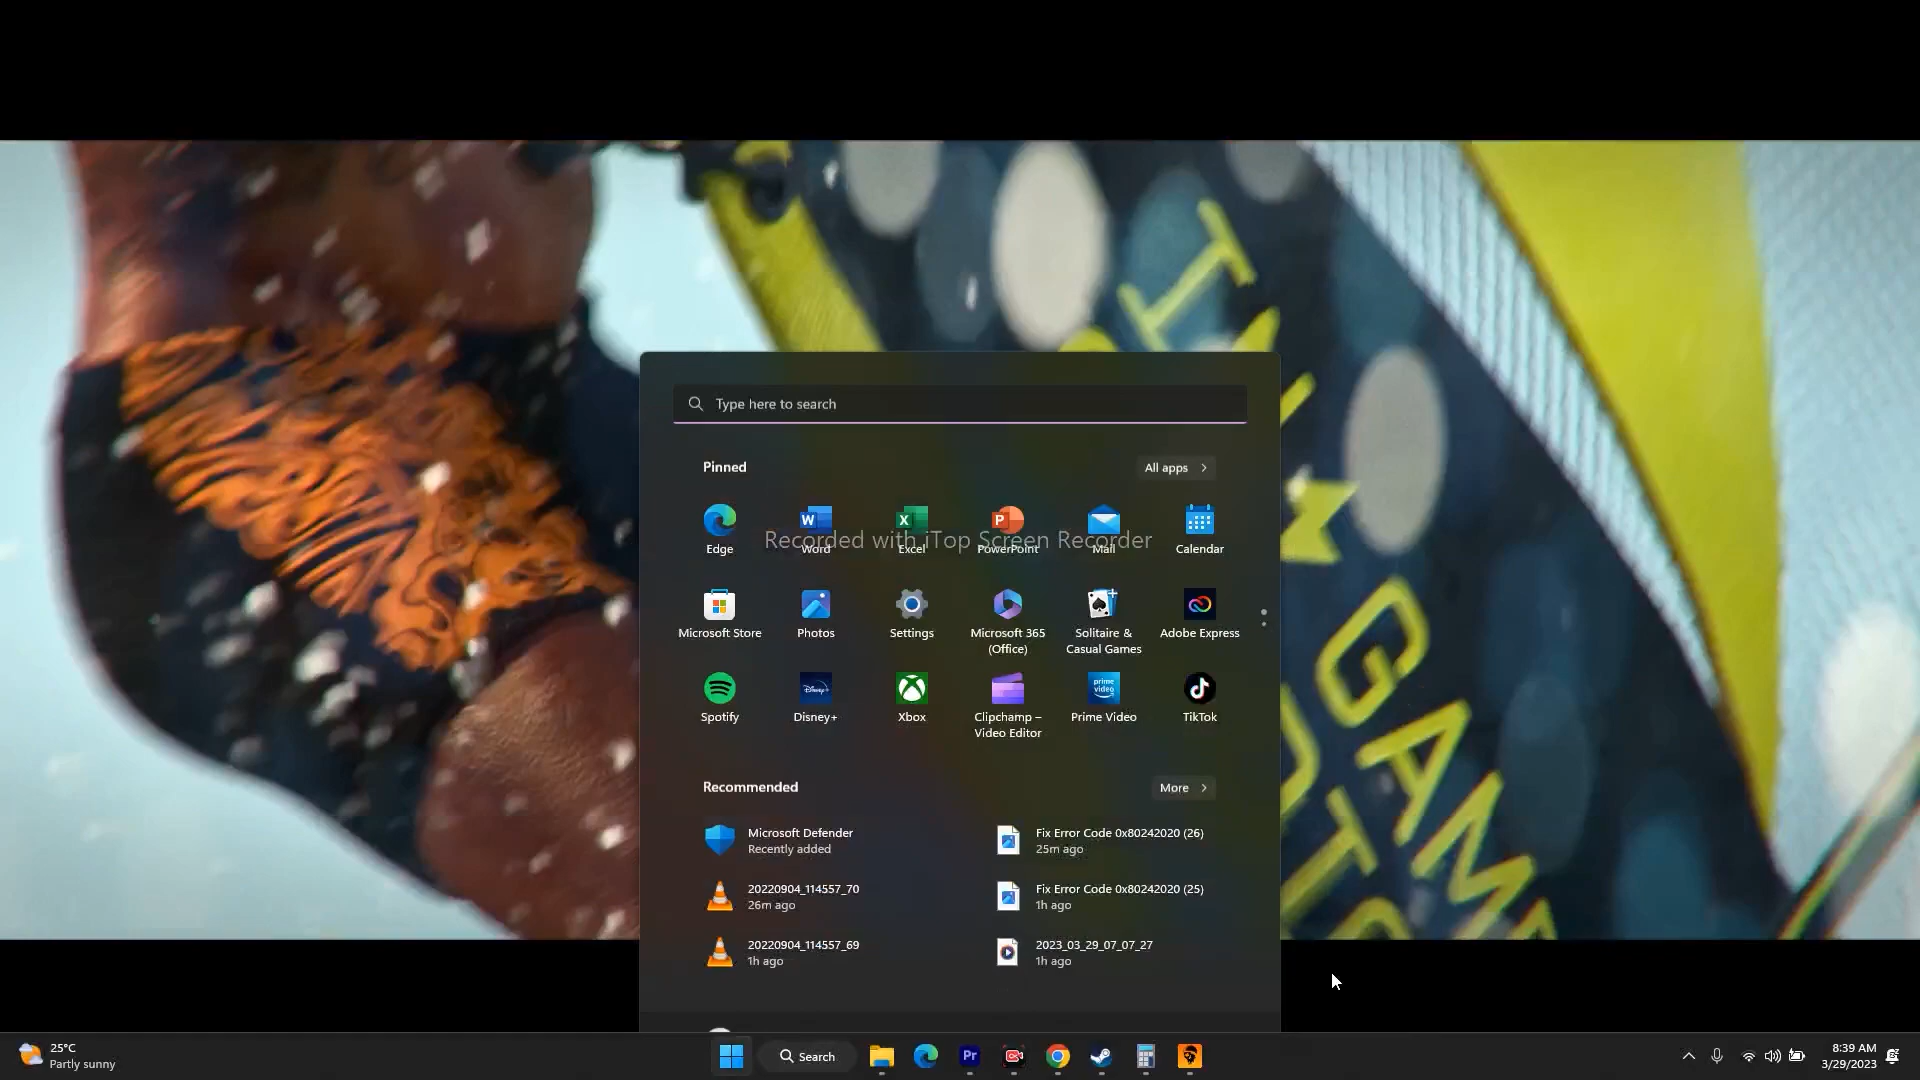 Type here to search
Pinned
All apps
Edge
Word
Excel
PowerPoint
Mail
Calendar
Recorded with iTop Screen Recorder
Microsoft Store
Photos
Settings
Microsoft 365
(Office)
Solitaire &
Casual Games
Adobe Express
Spotify
Disney+
Xbox
Clipchamp –
Video Editor
prime
video
Prime Video
TikTok
Recommended
More
Microsoft Defender
Recently added
Fix Error Code 0x80242020 (26)
25m ago
20220904_114557_70
26m ago
Fix Error Code 0x80242020 (25)
1h ago
20220904_114557_69
1h ago
2023_03_29_07_07_27
1h ago
GAME
25°C
Partly sunny
Search
Pr
8:39 AM
3/29/2023